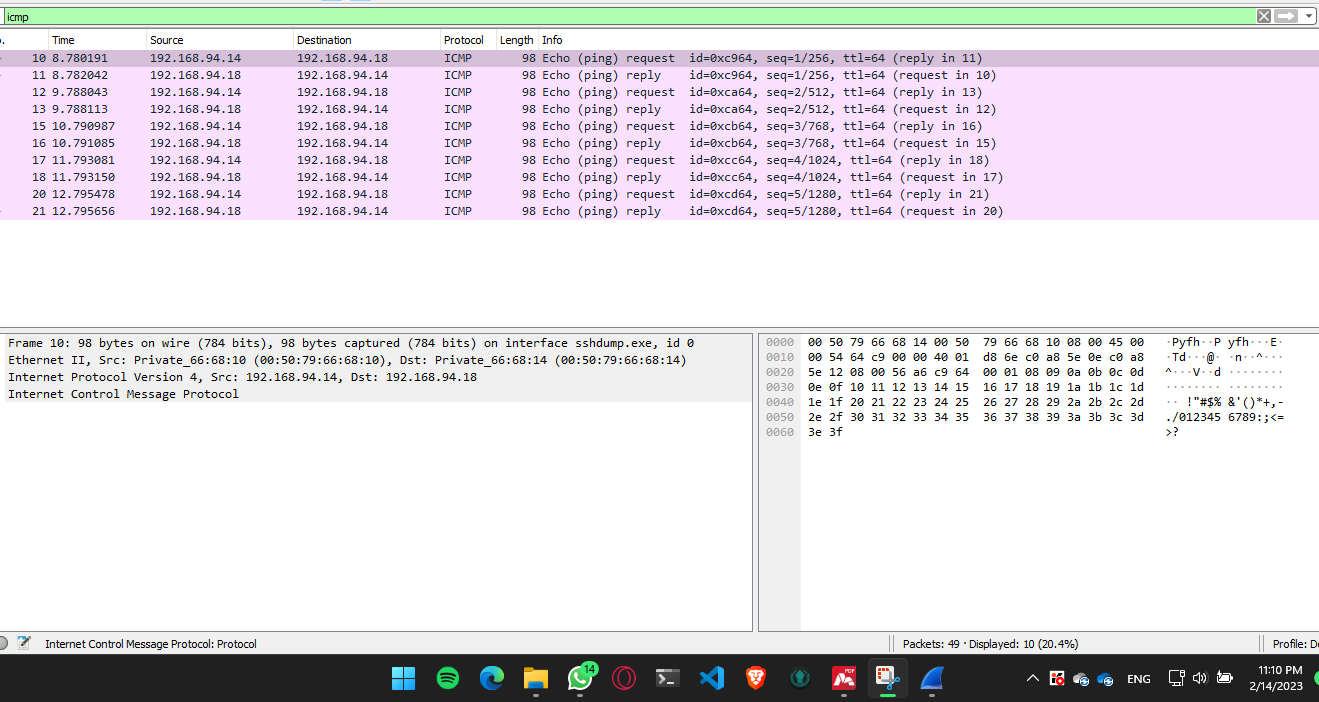 icmp
Time Source Destination Protocol Length Info
10 8.780191 192.168.94.14 192.168.94.18 ICMP 98 Echo (ping) request id=0xc964, seq=1/256, ttl=64 (reply in 11)
11 8.782042 192.168.94.18 192.168.94.14 ICMP 98 Echo (ping) reply id=0xc964, seq=1/256, ttl=64 (request in 10)
12 9.788043 192.168.94.14 192.168.94.18 ICMP 98 Echo (ping) request id=0xca64, seq=2/512, ttl=64 (reply in 13)
13 9.788113 192.168.94.18 192.168.94.14 ICMP 98 Echo (ping) reply id=0xca64, seq=2/512, ttl=64 (request in 12)
15 10.790987 192.168.94.14 192.168.94.18 ICMP 98 Echo (ping) request id=0xcb64, seq=3/768, ttl=64 (reply in 16)
16 10.791085 192.168.94.18 192.168.94.14 ICMP 98 Echo (ping) reply id=0xcb64, seq=3/768, ttl=64 (request in 15)
17 11.793081 192.168.94.14 192.168.94.18 ICMP 98 Echo (ping) request id=0xcc64, seq=4/1024, ttl=64 (reply in 18)
18 11.793150 192.168.94.18 192.168.94.14 ICMP 98 Echo (ping) reply id=0xcc64, seq=4/1024, ttl=64 (request in 17)
20 12.795478 192.168.94.14 192.168.94.18 ICMP 98 Echo (ping) request id=0xcd64, seq=5/1280, ttl=64 (reply in 21)
21 12.795656 192.168.94.18 192.168.94.14 ICMP 98 Echo (ping) reply id=0xcd64, seq=5/1280, ttl=64 (request in 20)
Frame 10: 98 bytes on wire (784 bits), 98 bytes captured (784 bits) on interface sshdump.exe, id 0
Ethernet II, Src: Private_66:68:10 (00:50:79:66:68:10), Dst: Private_66:68:14 (00:50:79:66:68:14)
Internet Protocol Version 4, Src: 192.168.94.14, Dst: 192.168.94.18
Internet Control Message Protocol
0000 00 50 79 66 68 14 00 50 79 66 68 10 08 00 45 00 ·Pyfh··P yfh···E·
0010 00 54 64 c9 00 00 40 01 d8 6e c0 a8 5e 0e c0 a8 ·Td···@· ·n··^···
0020 5e 12 08 00 56 a6 c9 64 00 01 08 09 0a 0b 0c 0d ^···V··d ········
0030 0e 0f 10 11 12 13 14 15 16 17 18 19 1a 1b 1c 1d ········ ········
0040 1e 1f 20 21 22 23 24 25 26 27 28 29 2a 2b 2c 2d ·· !"#$% &'()*+,-
0050 2e 2f 30 31 32 33 34 35 36 37 38 39 3a 3b 3c 3d ./012345 6789:;<=
0060 3e 3f >?
Internet Control Message Protocol: Protocol
Packets: 49 · Displayed: 10 (20.4%)
Profile:
14
PDF
ENG
11:10 PM
2/14/2023